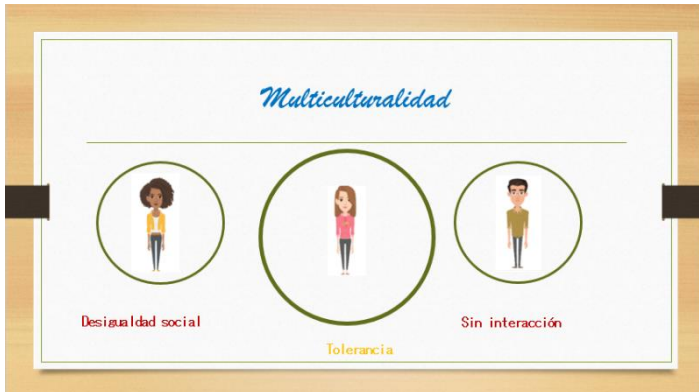 Multiculturalidad
Desigualdad social
Sin interacción
Tolerancia